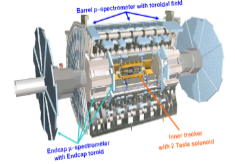 Barrel μ-spectrometer with toroidal field
Inner tracker
with 2 Tesla solenoid
Endcap μ-spectrometer
with Endcap toroid